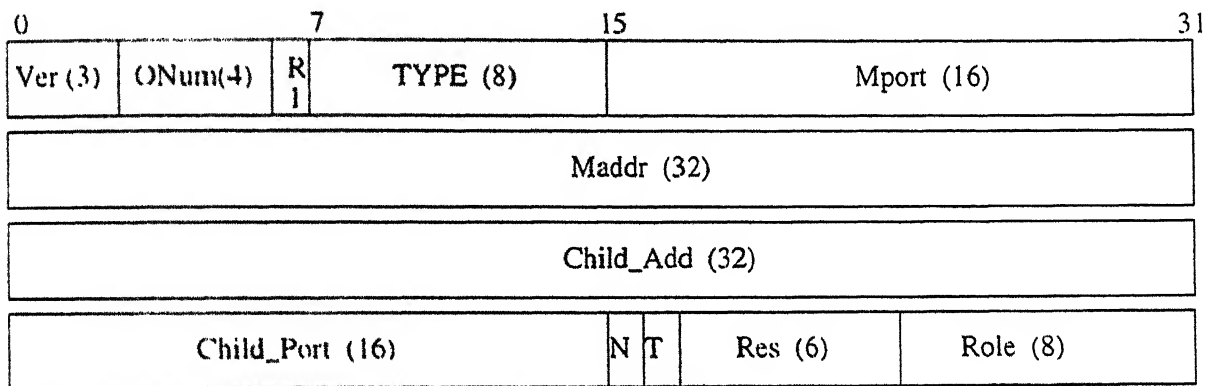 0 7 15 31
Ver (3) ONum(4) R1 TYPE (8) Mport (16)
Maddr (32)
Child_Add (32)
Child_Port (16) N T Res (6) Role (8)